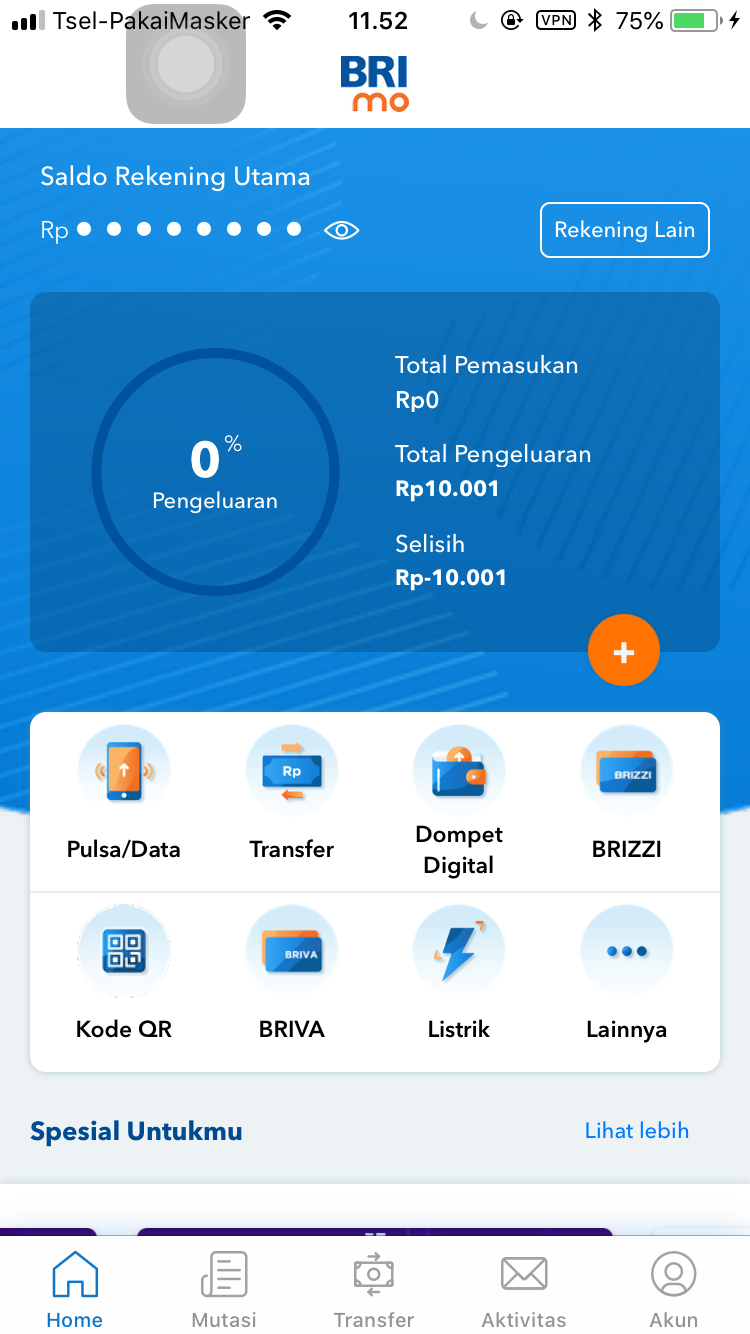 Tsel-PakaiMasker 11.52 VPN 75%
BRI
mo
Saldo Rekening Utama
Rp
Rekening Lain
Total Pemasukan
Rp0
0%
Pengeluaran
Total Pengeluaran
Rp10.001
Selisih
Rp-10.001
+
Pulsa/Data
Rp
Transfer
Dompet
Digital
BRIZZI
BRIZZI
Kode QR
BRIVA
BRIVA
Listrik
Lainnya
Spesial Untukmu
Lihat lebih
Home
Mutasi
Transfer
Aktivitas
Akun